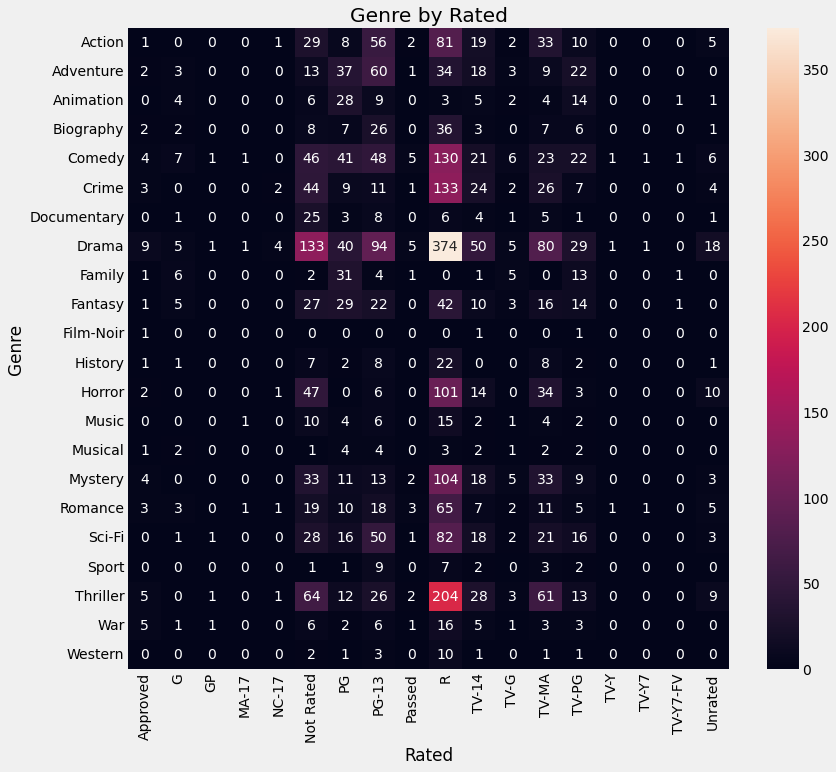 Genre by Rated
Genre
Action 1 0 0 0 1 29 8 56 2 81 19 2 33 10 0 0 0 5
Adventure 2 3 0 0 0 13 37 60 1 34 18 3 9 22 0 0 0 0
Animation 0 4 0 0 0 6 28 9 0 3 5 2 4 14 0 0 1 1
Biography 2 2 0 0 0 8 7 26 0 36 3 0 7 6 0 0 0 1
Comedy 4 7 1 1 0 46 41 48 5 130 21 6 23 22 1 1 1 6
Crime 3 0 0 0 2 44 9 11 1 133 24 2 26 7 0 0 0 4
Documentary 0 1 0 0 0 25 3 8 0 6 4 1 5 1 0 0 0 1
Drama 9 5 1 1 4 133 40 94 5 374 50 5 80 29 1 1 0 18
Family 1 6 0 0 0 2 31 4 1 0 1 5 0 13 0 0 1 0
Fantasy 1 5 0 0 0 27 29 22 0 42 10 3 16 14 0 0 1 0
Film-Noir 1 0 0 0 0 0 0 0 0 0 1 0 0 1 0 0 0 0
History 1 1 0 0 0 7 2 8 0 22 0 0 8 2 0 0 0 1
Horror 2 0 0 0 1 47 0 6 0 101 14 0 34 3 0 0 0 10
Music 0 0 0 1 0 10 4 6 0 15 2 1 4 2 0 0 0 0
Musical 1 2 0 0 0 1 4 4 0 3 2 1 2 2 0 0 0 0
Mystery 4 0 0 0 0 33 11 13 2 104 18 5 33 9 0 0 0 3
Romance 3 3 0 1 1 19 10 18 3 65 7 2 11 5 1 1 0 5
Sci-Fi 0 1 1 0 0 28 16 50 1 82 18 2 21 16 0 0 0 3
Sport 0 0 0 0 0 1 1 9 0 7 2 0 3 2 0 0 0 0
Thriller 5 0 1 0 1 64 12 26 2 204 28 3 61 13 0 0 0 9
War 5 1 1 0 0 6 2 6 1 16 5 1 3 3 0 0 0 0
Western 0 0 0 0 0 2 1 3 0 10 1 0 1 1 0 0 0 0
Approved G GP MA-17 NC-17 Not Rated PG PG-13 Passed R TV-14 TV-G TV-MA TV-PG TV-Y TV-Y7 TV-Y7-FV Unrated
Rated
350
300
250
200
150
100
50
0